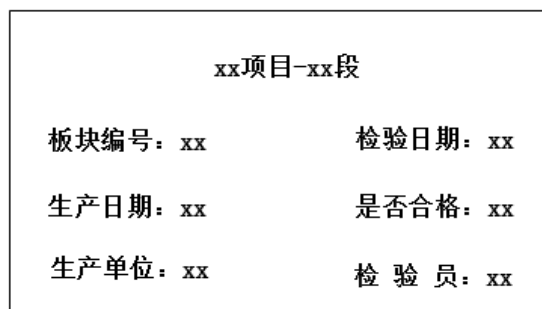 xx项目-xx段
板块编号：xx 检验日期：xx
生产日期：xx 是否合格：xx
生产单位：xx 检 验 员：xx